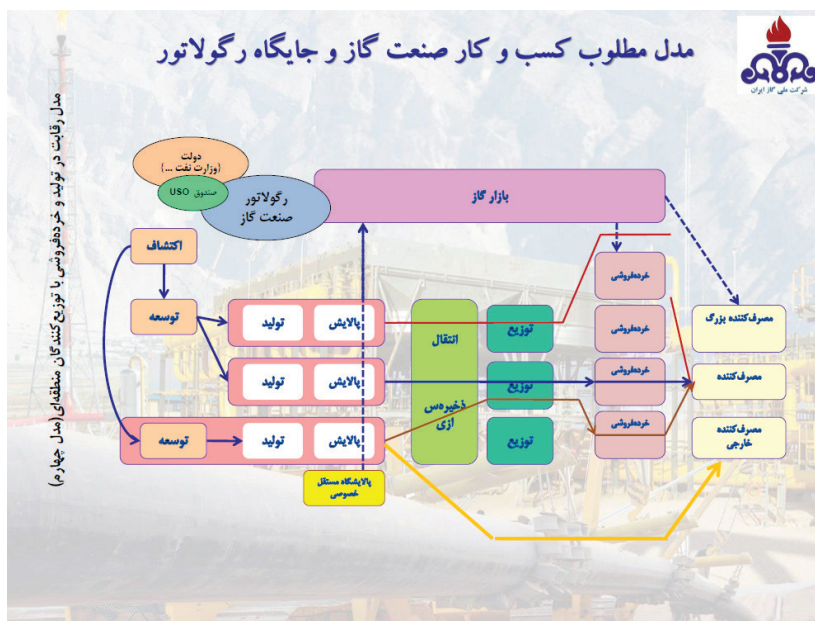 مدل مطلوب کسب و کار صنعت گاز و جایگاه رگولاتور
شرکت ملی گاز ایران
مدل رقابت در تولید و خرده‌فروشی با توزیع‌کنندگان منطقه‌ای(مدل چهارم)
دولت
(وزارت نفت ...}
صندوق USO
رگولاتور
صنعت گاز
بازار گاز
اکتشاف
خرده‌فروشی
توسعه
تولید
پالایش
انتقال
توزیع
خرده‌فروشی
مصرف‌کننده بزرگ
تولید
پالایش
توزیع
خرده‌فروشی
مصرف‌کننده
ذخیره‌س
ازی
توسعه
تولید
پالایش
توزیع
خرده‌فروشی
مصرف‌کننده
خارجی
پالایشگاه مستقل
خصوصی